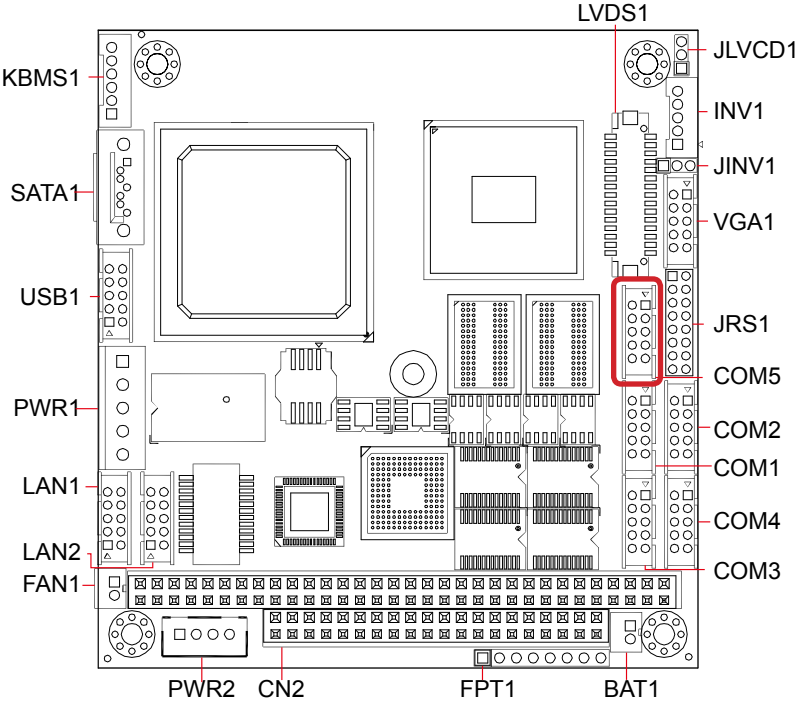 LVDS1
JLVCD1
KBMS1
INV1
JINV1
SATA1
VGA1
USB1
JRS1
COM5
PWR1
COM2
COM1
LAN1
COM4
LAN2
COM3
FAN1
PWR2
CN2
FPT1
BAT1